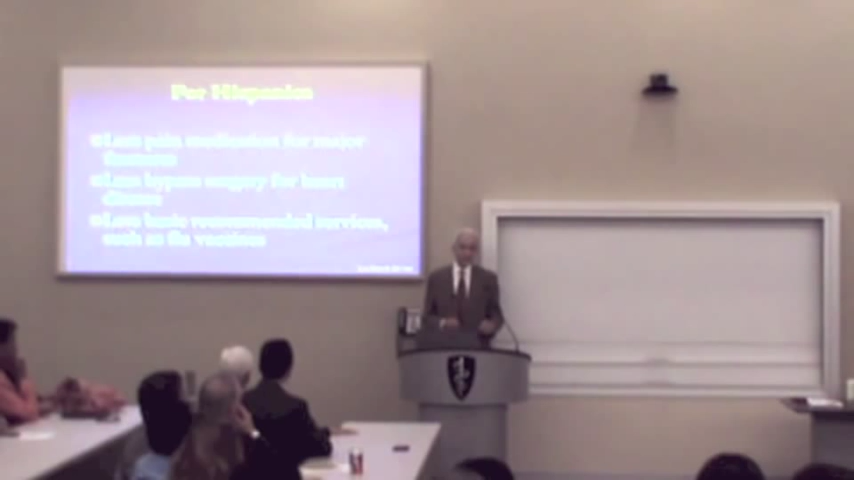 For Hispanics
Less pain medication for major
fractures
Less bypass surgery for heart
disease
Less basic recommended services,
such as flu vaccines